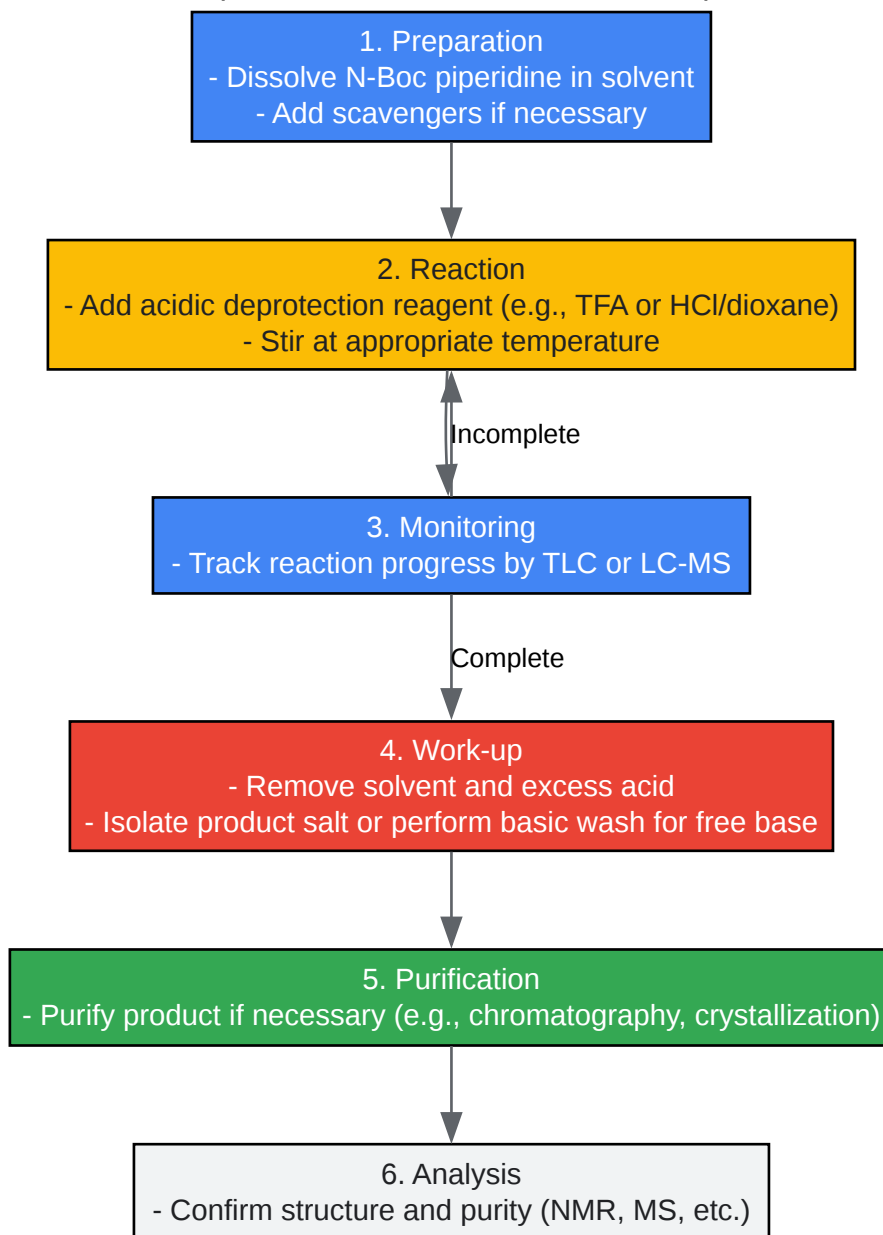 1. Preparation
- Dissolve N-Boc piperidine in solvent
- Add scavengers if necessary
2. Reaction
- Add acidic deprotection reagent (e.g., TFA or HCl/dioxane)
- Stir at appropriate temperature
Incomplete
3. Monitoring
- Track reaction progress by TLC or LC-MS
Complete
4. Work-up
- Remove solvent and excess acid
- Isolate product salt or perform basic wash for free base
5. Purification
- Purify product if necessary (e.g., chromatography, crystallization)
6. Analysis
- Confirm structure and purity (NMR, MS, etc.)